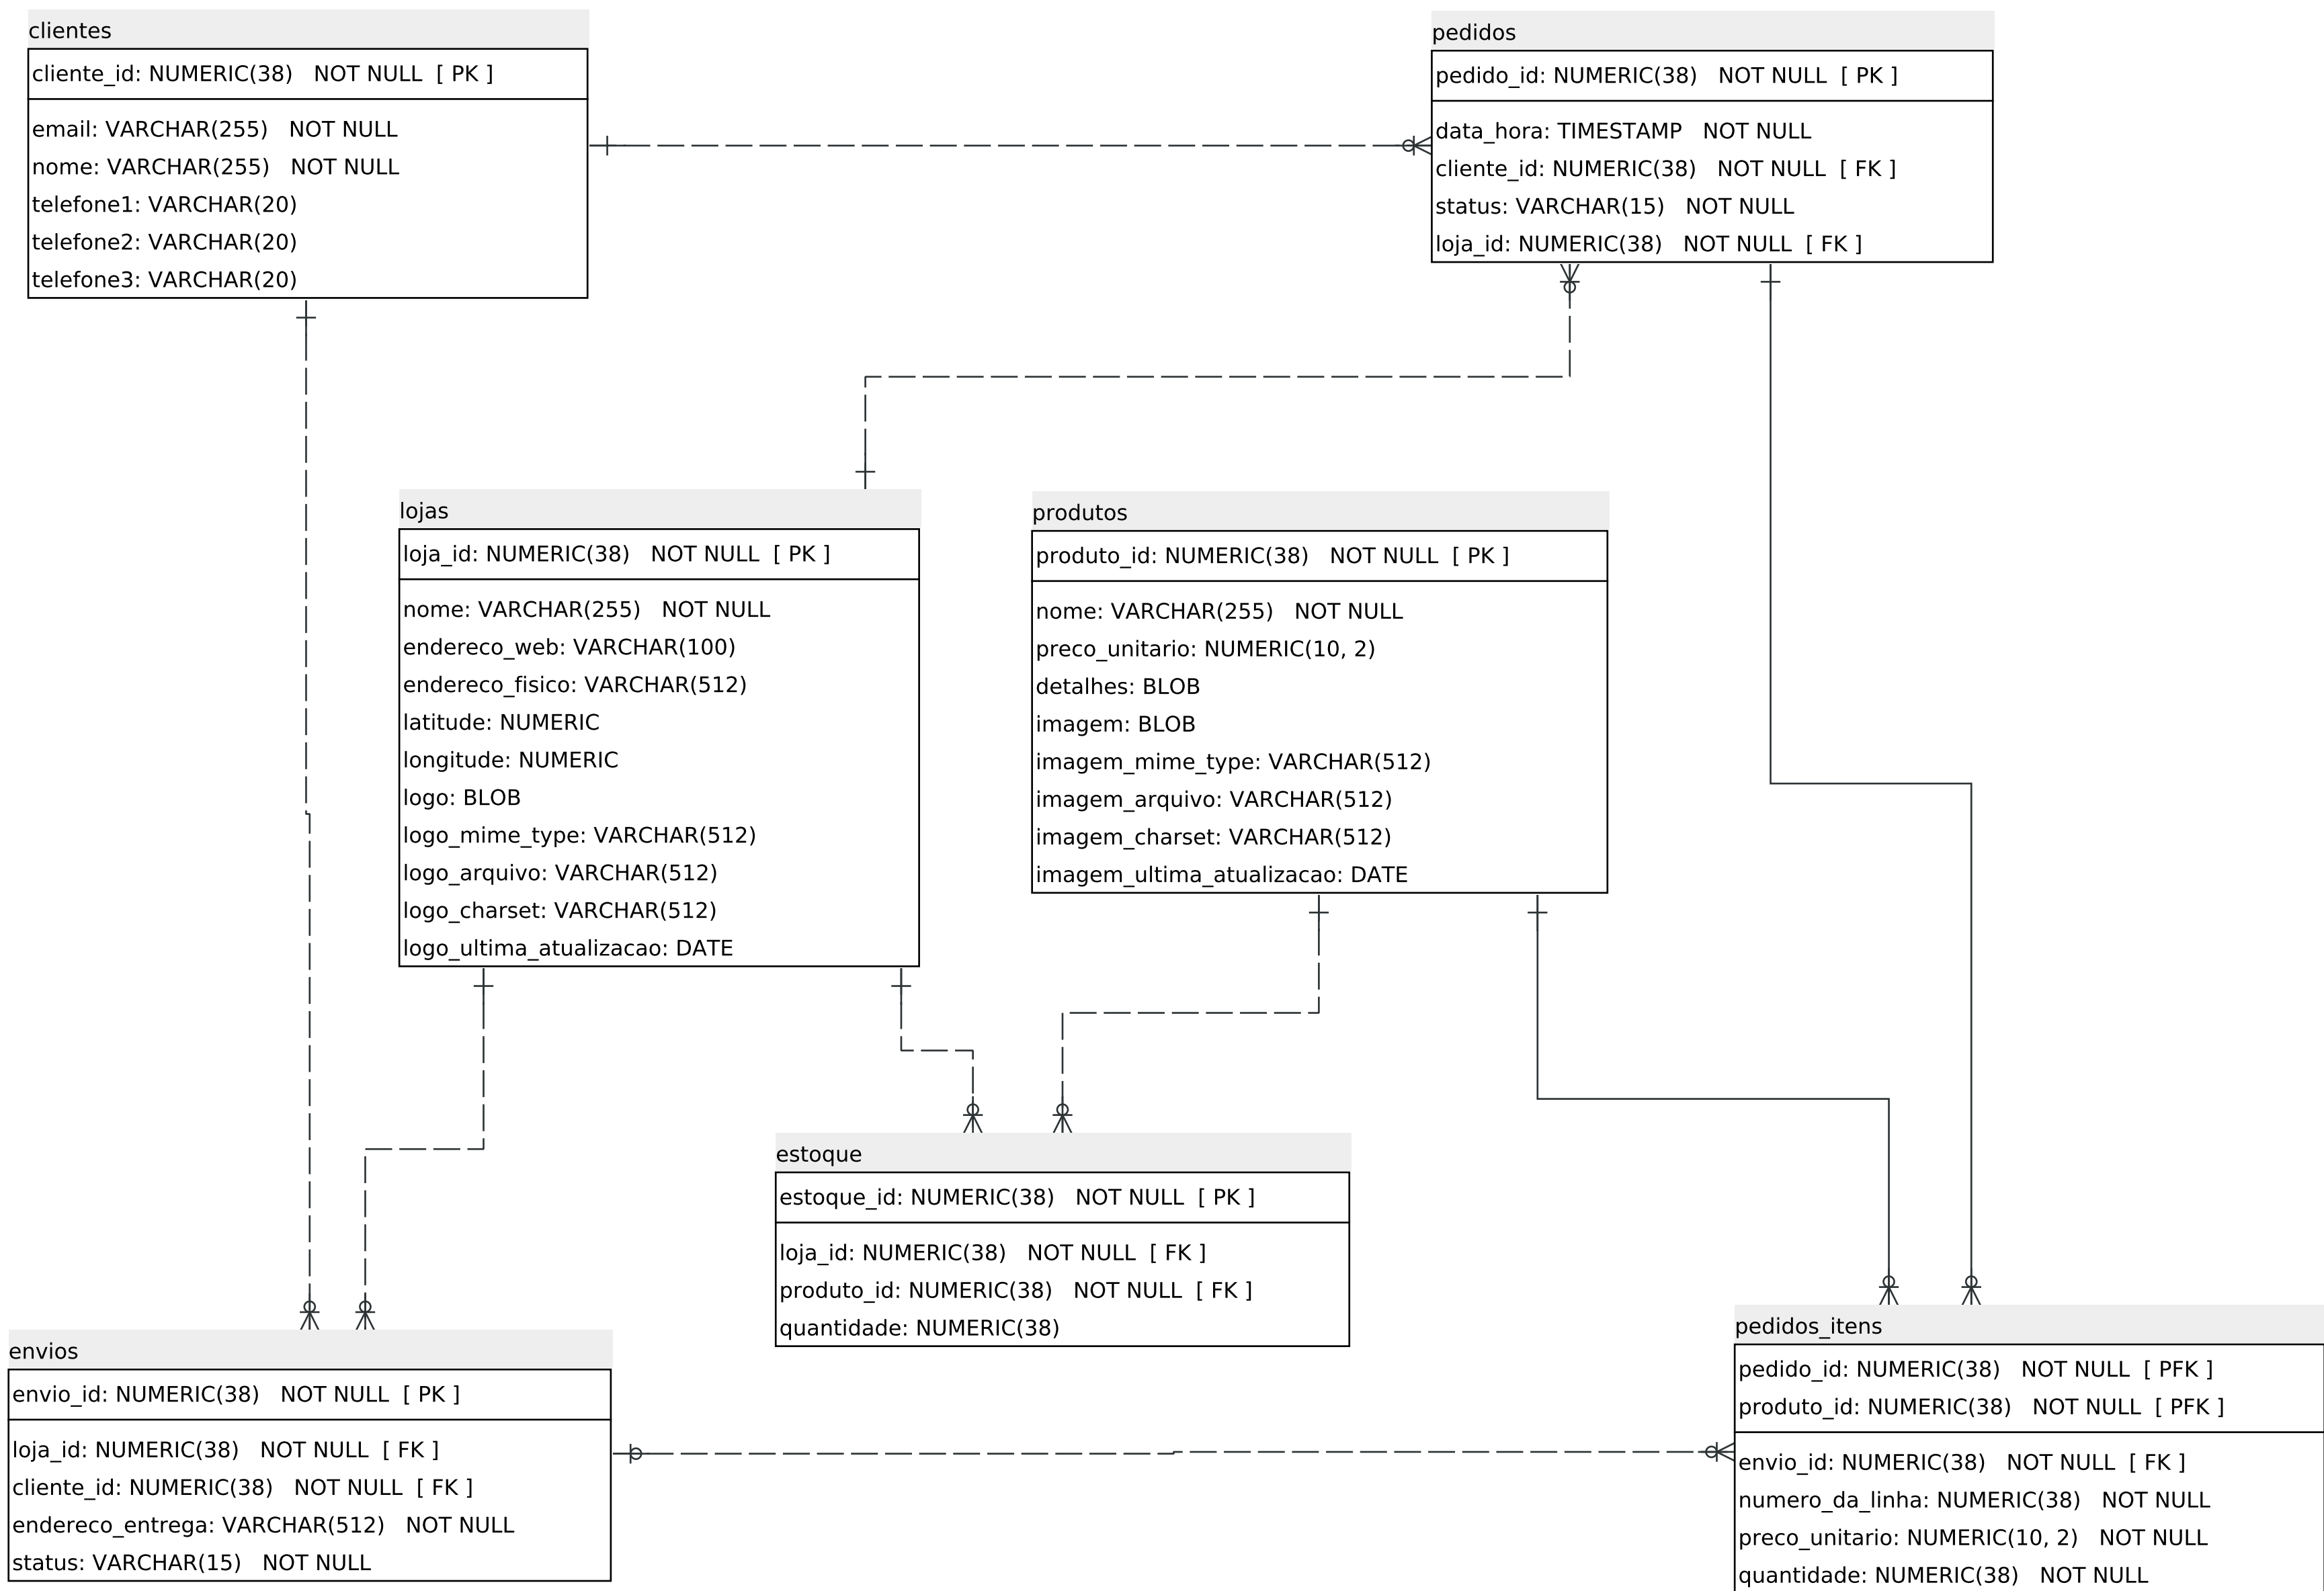 clientes
cliente_id: NUMERIC(38) NOT NULL [ PK ]
email: VARCHAR(255) NOT NULL
nome: VARCHAR(255) NOT NULL
telefone1: VARCHAR(20)
telefone2: VARCHAR(20)
telefone3: VARCHAR(20)
pedidos
pedido_id: NUMERIC(38) NOT NULL [ PK ]
data_hora: TIMESTAMP NOT NULL
cliente_id: NUMERIC(38) NOT NULL [ FK ]
status: VARCHAR(15) NOT NULL
loja_id: NUMERIC(38) NOT NULL [ FK ]
lojas
loja_id: NUMERIC(38) NOT NULL [ PK ]
nome: VARCHAR(255) NOT NULL
endereco_web: VARCHAR(100)
endereco_fisico: VARCHAR(512)
latitude: NUMERIC
longitude: NUMERIC
logo: BLOB
logo_mime_type: VARCHAR(512)
logo_arquivo: VARCHAR(512)
logo_charset: VARCHAR(512)
logo_ultima_atualizacao: DATE
produtos
produto_id: NUMERIC(38) NOT NULL [ PK ]
nome: VARCHAR(255) NOT NULL
preco_unitario: NUMERIC(10, 2)
detalhes: BLOB
imagem: BLOB
imagem_mime_type: VARCHAR(512)
imagem_arquivo: VARCHAR(512)
imagem_charset: VARCHAR(512)
imagem_ultima_atualizacao: DATE
estoque
estoque_id: NUMERIC(38) NOT NULL [ PK ]
loja_id: NUMERIC(38) NOT NULL [ FK ]
produto_id: NUMERIC(38) NOT NULL [ FK ]
quantidade: NUMERIC(38)
envios
envio_id: NUMERIC(38) NOT NULL [ PK ]
loja_id: NUMERIC(38) NOT NULL [ FK ]
cliente_id: NUMERIC(38) NOT NULL [ FK ]
endereco_entrega: VARCHAR(512) NOT NULL
status: VARCHAR(15) NOT NULL
pedidos_itens
pedido_id: NUMERIC(38) NOT NULL [ PFK ]
produto_id: NUMERIC(38) NOT NULL [ PFK ]
envio_id: NUMERIC(38) NOT NULL [ FK ]
numero_da_linha: NUMERIC(38) NOT NULL
preco_unitario: NUMERIC(10, 2) NOT NULL
quantidade: NUMERIC(38) NOT NULL